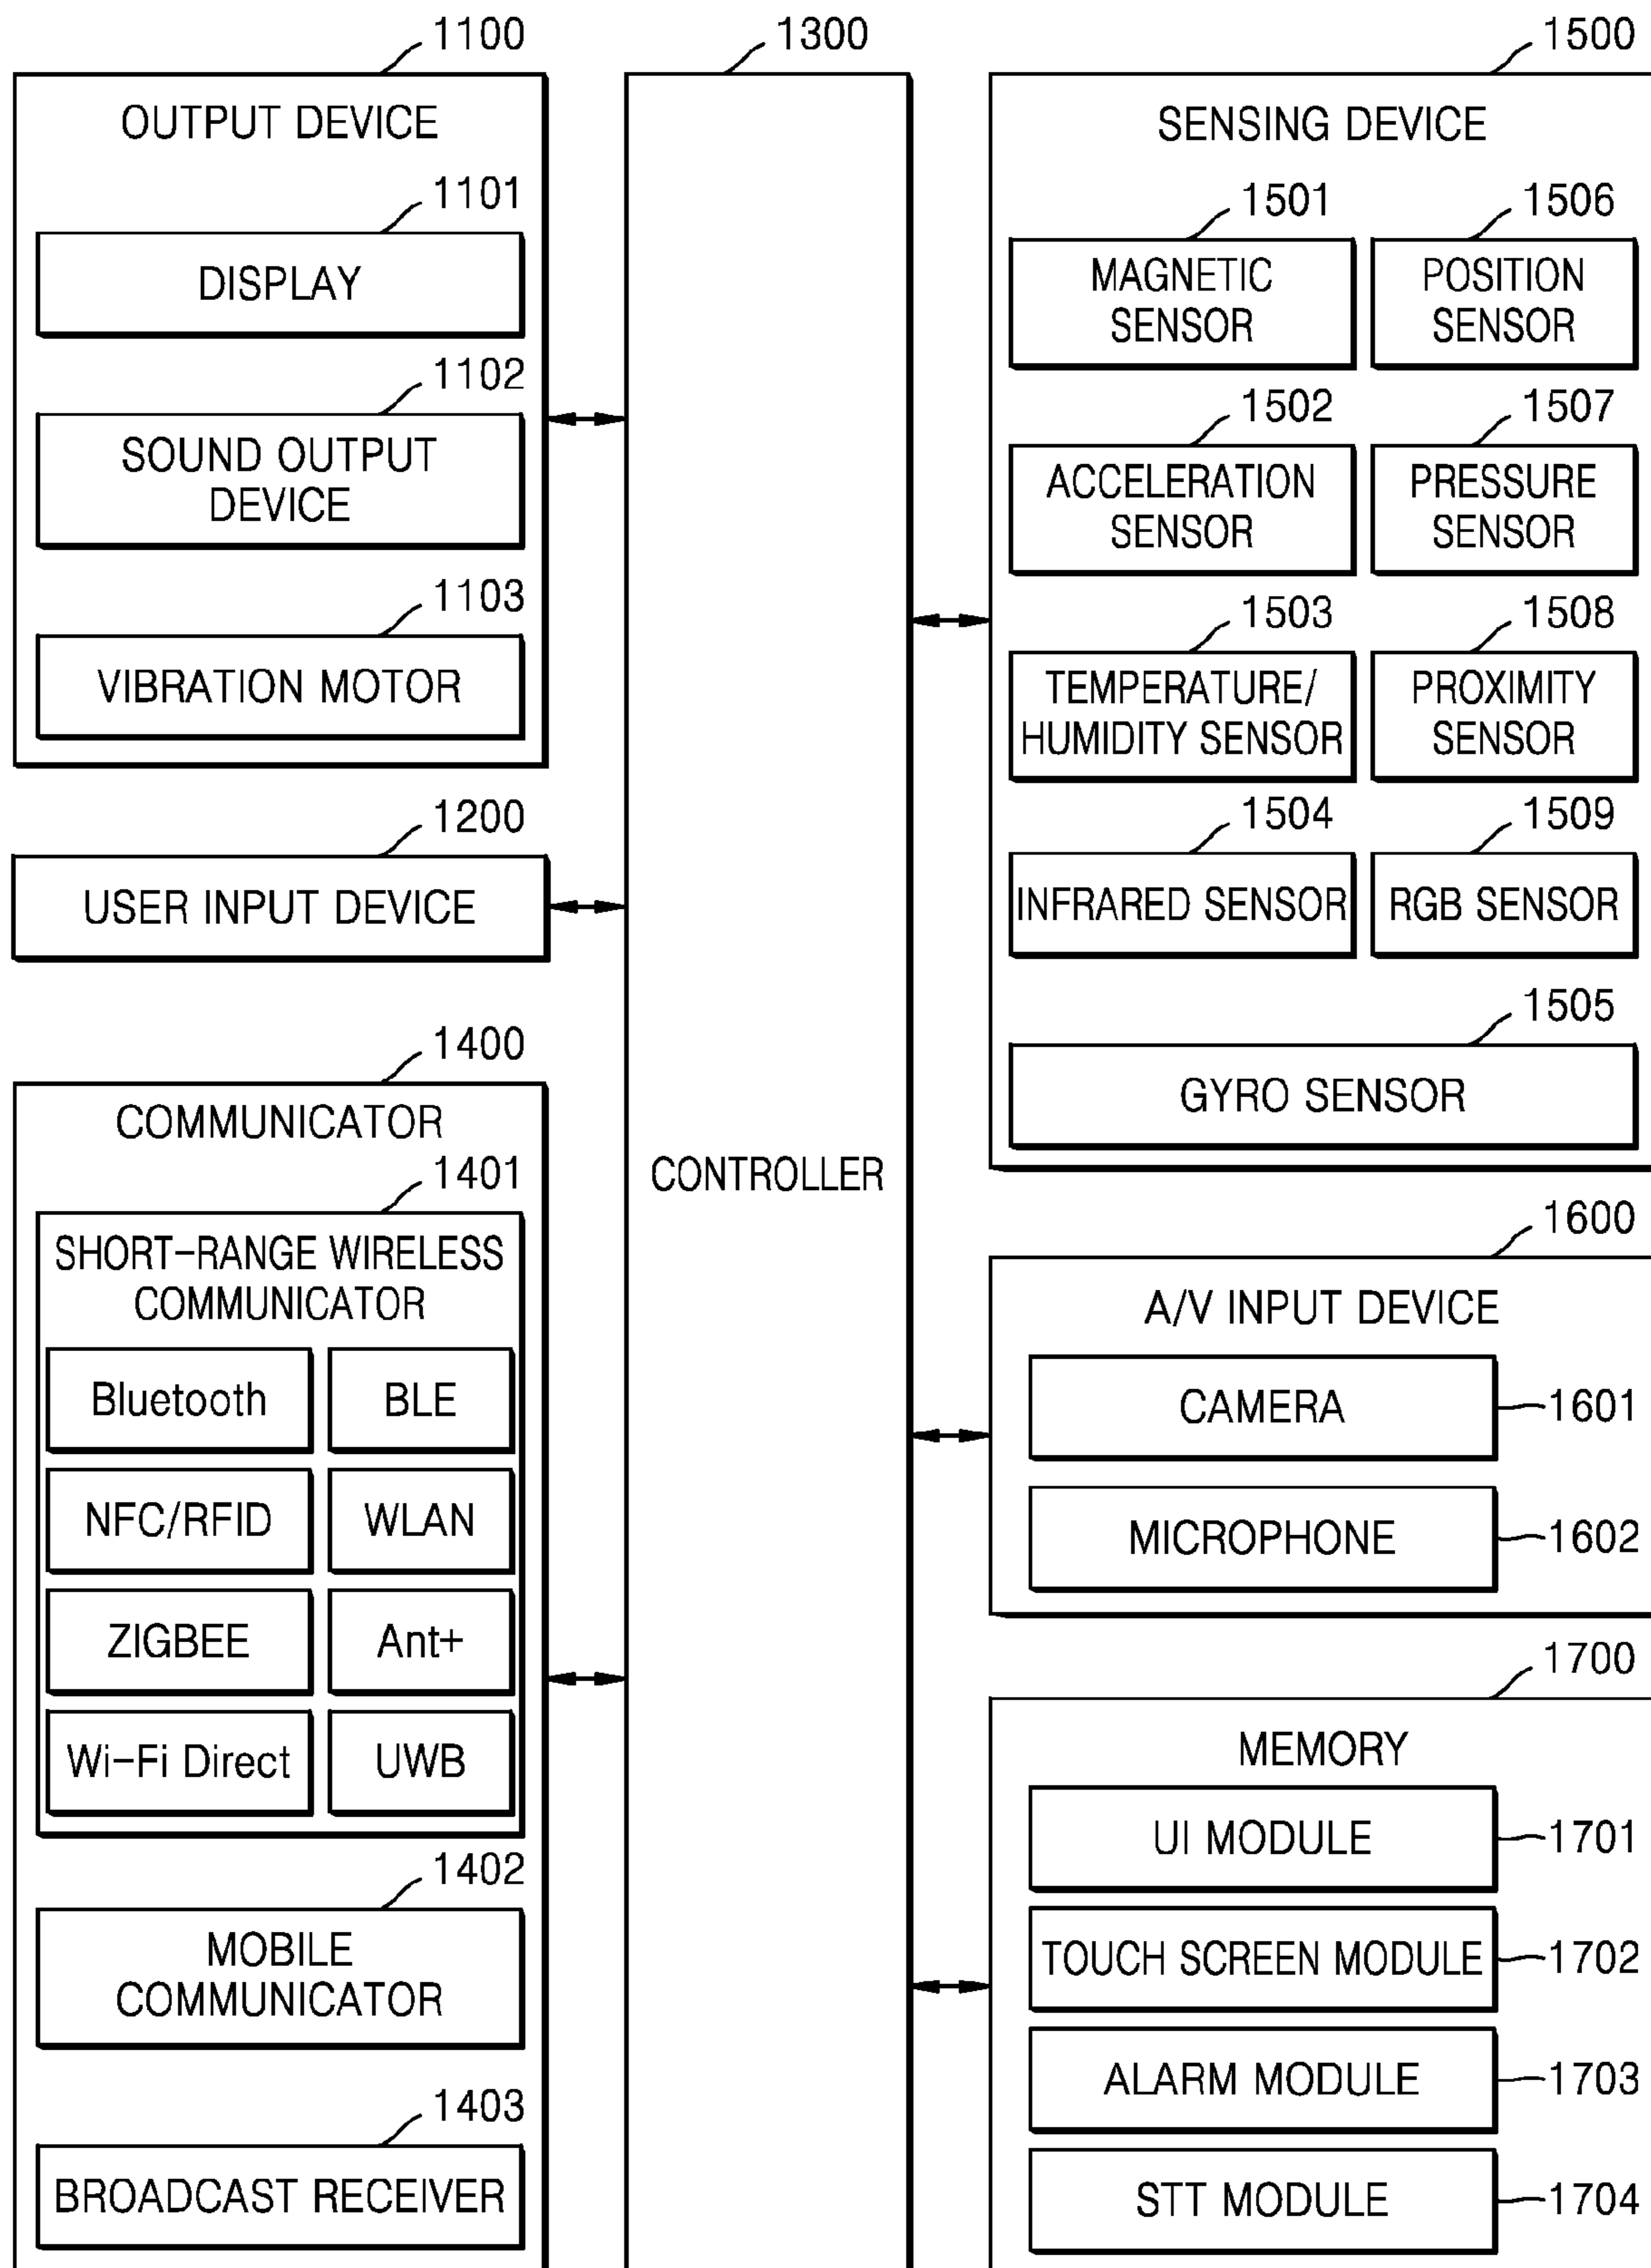 1100
OUTPUT DEVICE
1101
DISPLAY
1102
SOUND OUTPUT
DEVICE
1103
VIBRATION MOTOR
1200
USER INPUT DEVICE
1400
COMMUNICATOR
1401
SHORT-RANGE WIRELESS
COMMUNICATOR
Bluetooth
BLE
NFC/RFID
WLAN
ZIGBEE
Ant+
Wi-Fi Direct
UWB
1402
MOBILE
COMMUNICATOR
1403
BROADCAST RECEIVER
1300
CONTROLLER
1500
SENSING DEVICE
1501
MAGNETIC
SENSOR
1506
POSITION
SENSOR
1502
ACCELERATION
SENSOR
1507
PRESSURE
SENSOR
1503
TEMPERATURE/
HUMIDITY SENSOR
1508
PROXIMITY
SENSOR
1504
INFRARED SENSOR
1509
RGB SENSOR
1505
GYRO SENSOR
1600
A/V INPUT DEVICE
CAMERA
1601
MICROPHONE
1602
1700
MEMORY
UI MODULE
1701
TOUCH SCREEN MODULE
1702
ALARM MODULE
1703
STT MODULE
1704